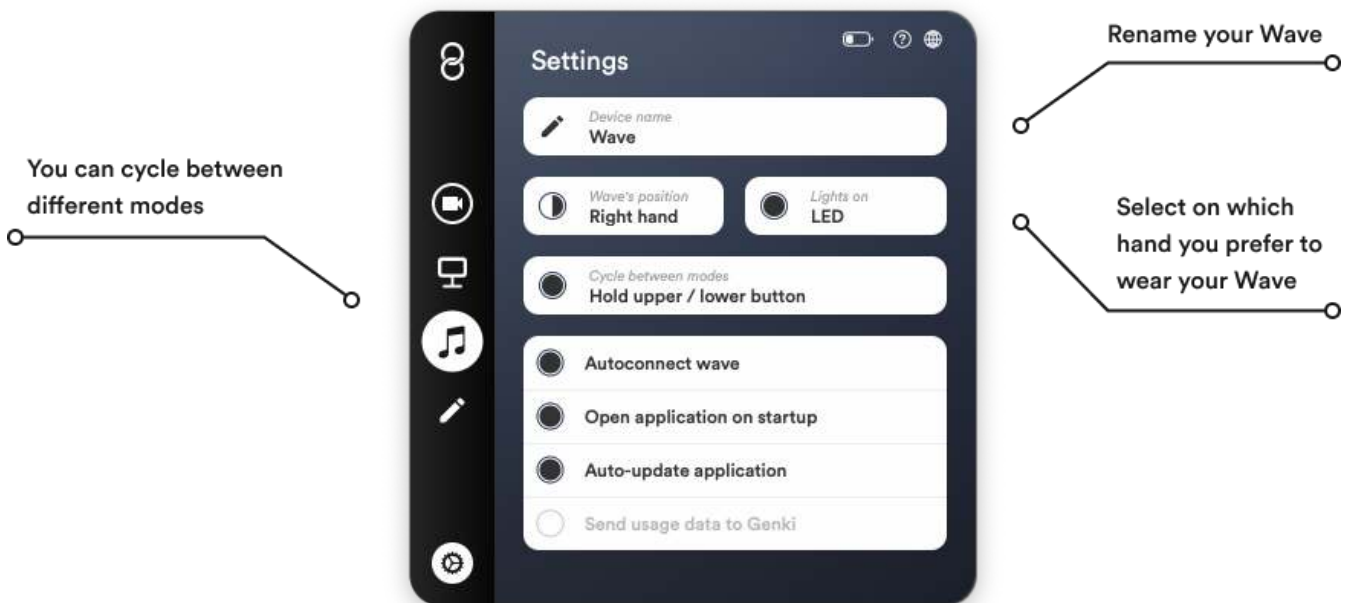 Rename your Wave
You can cycle between
different modes
Select on which
hand you prefer to
wear your Wave
Settings
Device name
Wave
Wave's position
Right hand
Lights on
LED
Cycle between modes
Hold upper / lower button
Autoconnect wave
Open application on startup
Auto-update application
Send usage data to Genki